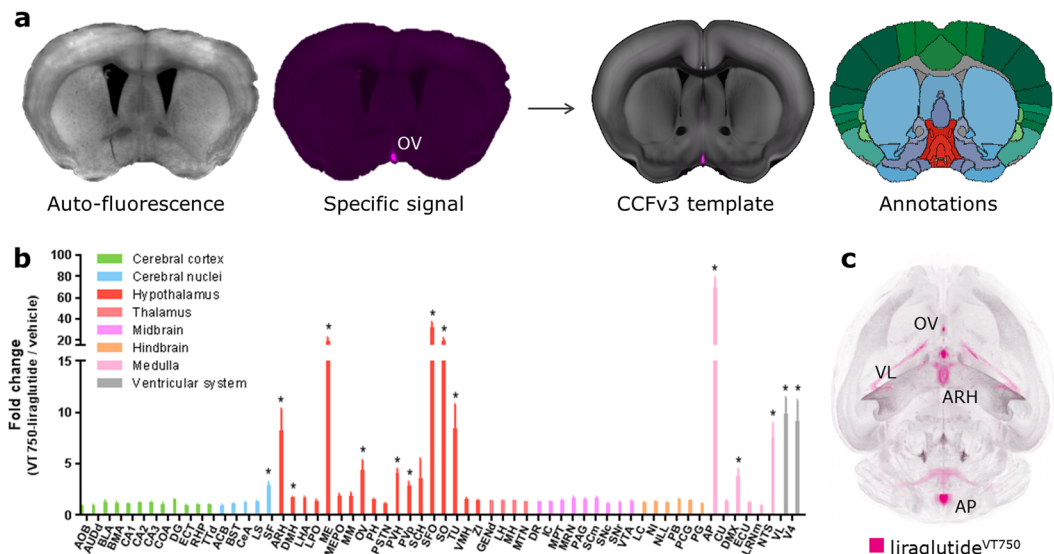 a
OV
Auto-fluorescence
Specific signal
CCFv3 template
Annotations
b
Fold change
(VT750-liraglutide / vehicle)
100
80
60
40
20
15
10
5
0
Cerebral cortex
Cerebral nuclei
Hypothalamus
Thalamus
Midbrain
Hindbrain
Medulla
Ventricular system
* * * * * * * * * * * * * * *
AOB AUDd BLA BMA CA1 CA2 CA3 COA DG ECT RHP TTd ACB BST CeA LS SF ARH DMH LHA LPO ME MEPO MPO OV PH PSTN PVH PVp SCH SFO SO TU VMH ZI GENd LH MH MTN DR IC MPT MRN PAG SCm SNc SNr VTA LC NI NLL PB PCG PG AP CU DMX ECU LRNm NTS VL V4
c
OV
VL
ARH
AP
liraglutideVT750